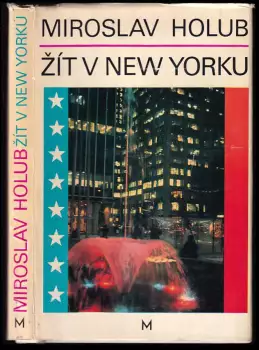 MIROSLAV HOLUB
ŽÍT V NEW YORKU
M
MIROSLAV HOLUB ŽÍT V NEW YORKU
M